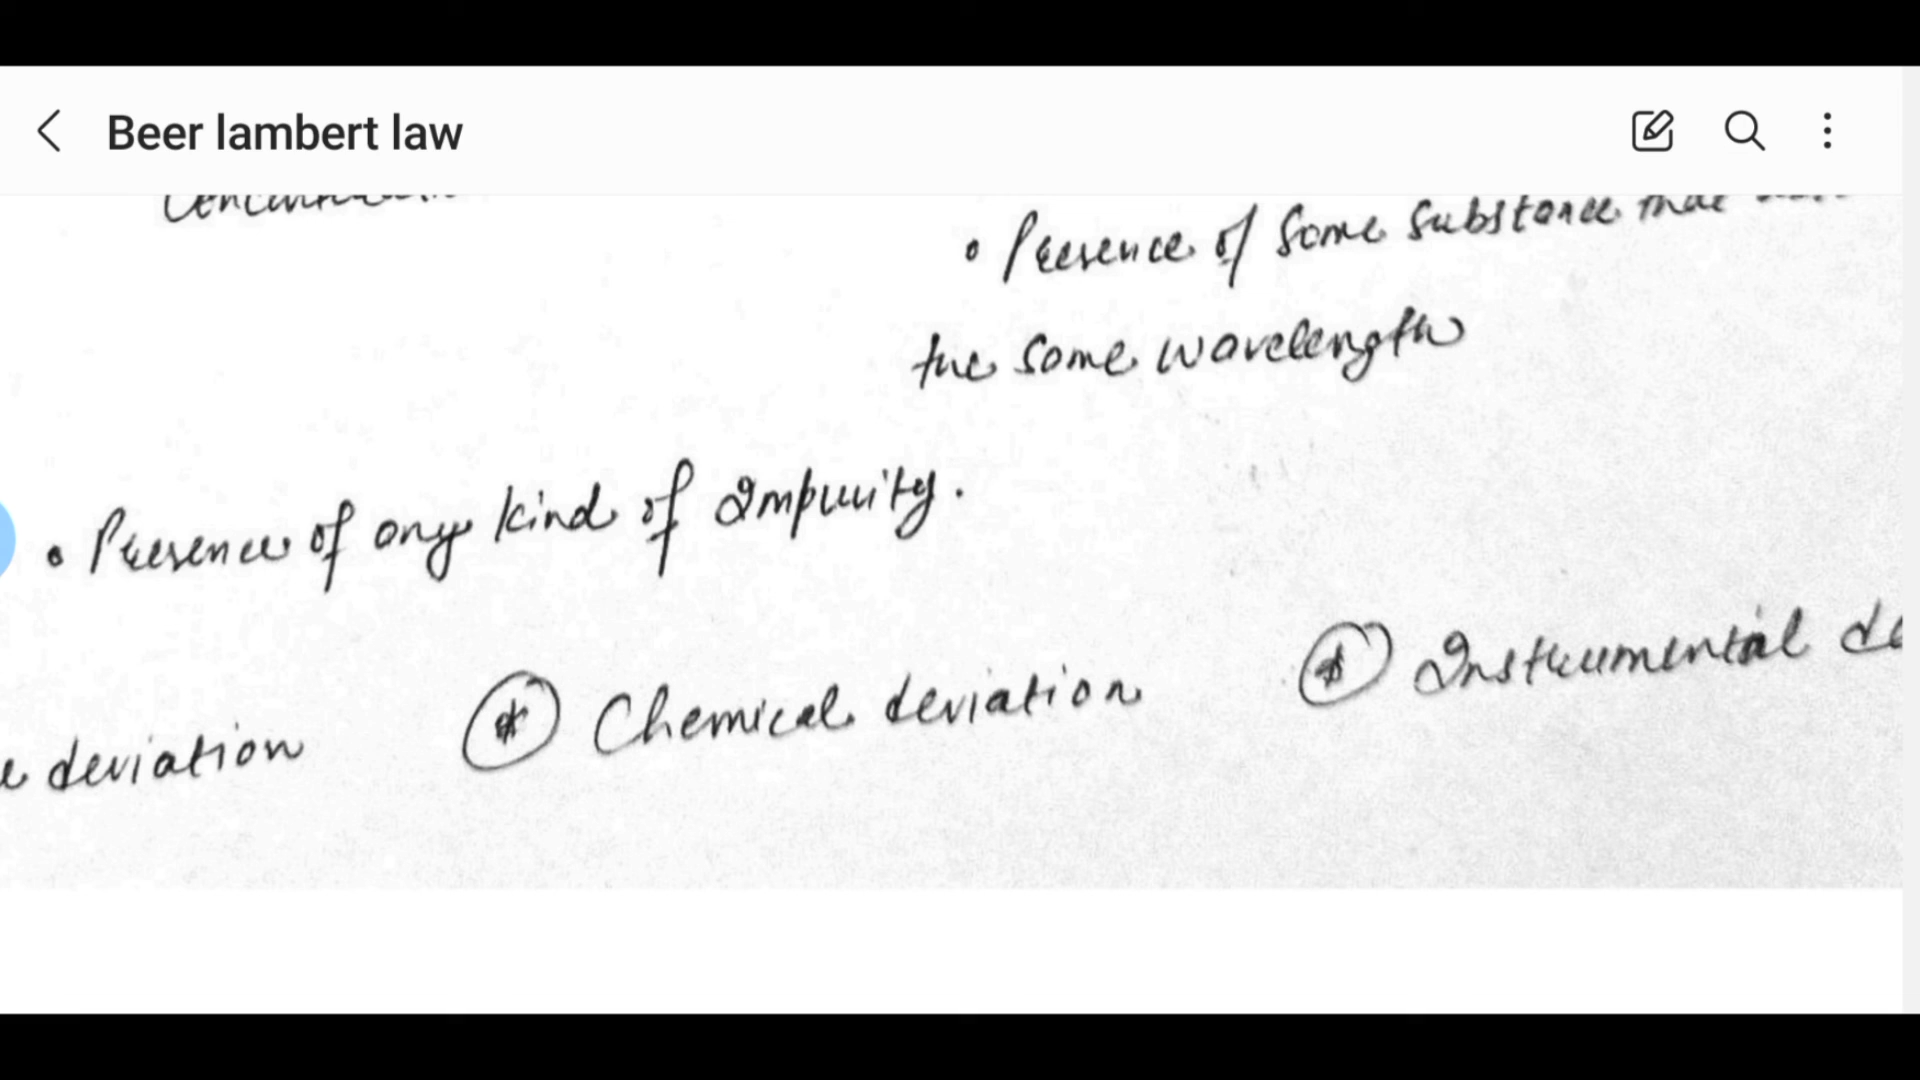 Beer lambert law
• Presence of Some substance that
the same wavelength
• Presence of any kind of Impurity.
deviation
* Chemical deviation
* Instrumental de